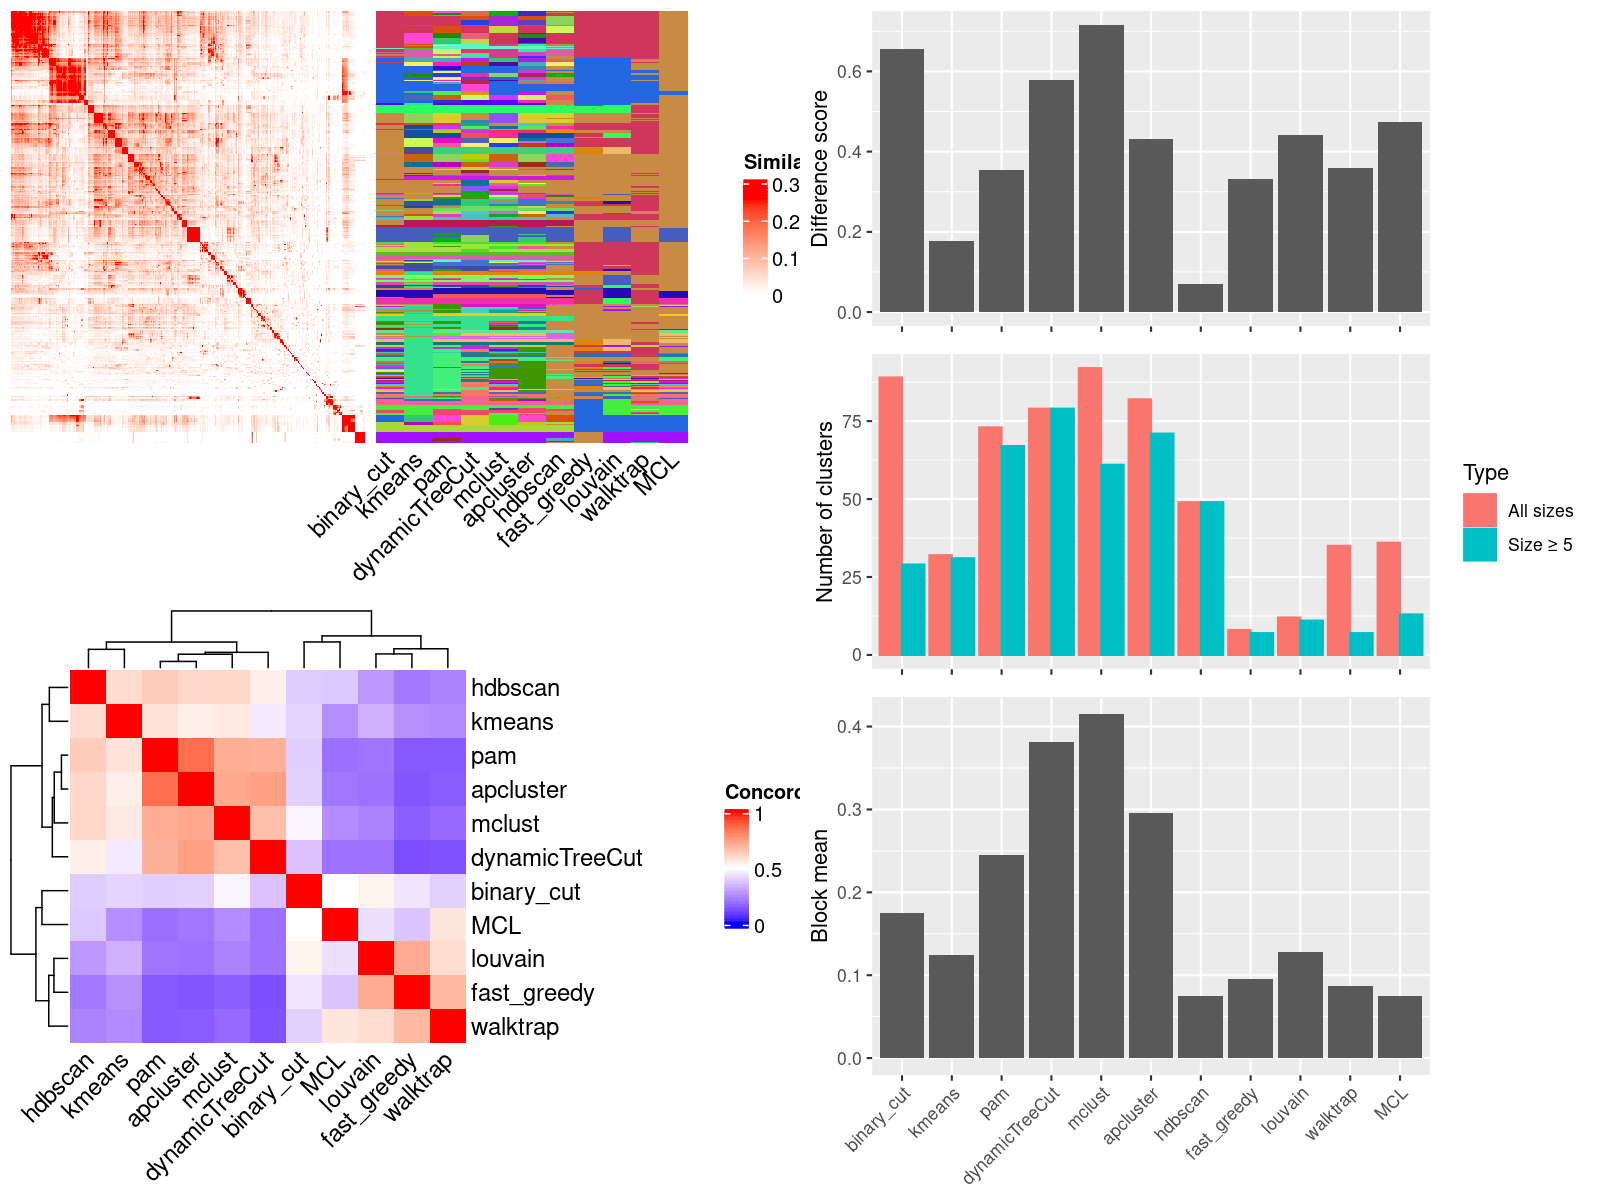 Simila
0.3
0.2
0.1
0
binary_cut
kmeans
pam
dynamicTreeCut
mclust
apcluster
hdbscan
fast_greedy
louvain
walktrap
MCL
hdbscan
kmeans
pam
apcluster
mclust
dynamicTreeCut
binary_cut
MCL
louvain
fast_greedy
walktrap
hdbscan
kmeans
pam
apcluster
mclust
dynamicTreeCut
binary_cut
MCL
louvain
fast_greedy
walktrap
Concord
1
0.5
0
Difference score
0.6
0.4
0.2
0.0
Number of clusters
75
50
25
0
Type
All sizes
Size ≥ 5
Block mean
0.4
0.3
0.2
0.1
0.0
binary_cut
kmeans
pam
dynamicTreeCut
mclust
apcluster
hdbscan
fast_greedy
louvain
walktrap
MCL